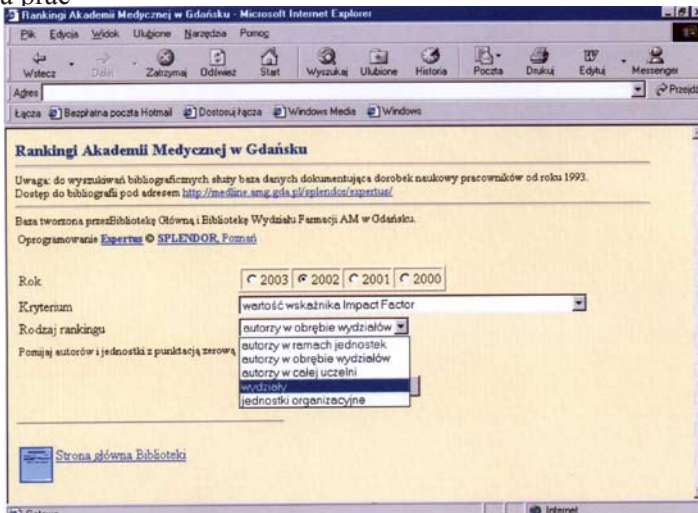 a prac
Rankingi Akademii Medycznej w Gdańsku - Microsoft Internet Explorer
Plik Edycja Widok Ulubione Narzędzia Pomoc
Wstecz Dalej Zatrzymaj Odśwież Start Wyszukaj Ulubione Historia Poczta Drukuj Edytuj Messenger
Adres Przejdź
Łącza Bezpłatna poczta Hotmail Dostosuj łącza Windows Media Windows
Rankingi Akademii Medycznej w Gdańsku
Uwaga: do wyszukiwań bibliograficznych służy baza danych dokumentująca dorobek naukowy pracowników od roku 1993.
Dostęp do bibliografii pod adresem http://medline.amg.gda.pl/splendor/expertus/
Baza tworzona przezBibliotekę Główną i Bibliotekę Wydziału Farmacji AM w Gdańsku.
Oprogramowanie Expertus © SPLENDOR, Poznań
Rok 2003 2002 2001 2000
Kryterium wartość wskaźnika Impact Factor
Rodzaj rankingu autorzy w obrębie wydziałów
Pomijaj autorów i jednostki z punktacją zerową
autorzy w ramach jednostek
autorzy w obrębie wydziałów
autorzy w całej uczelni
wydziały
jednostki organizacyjne
Strona główna Biblioteki
Internet